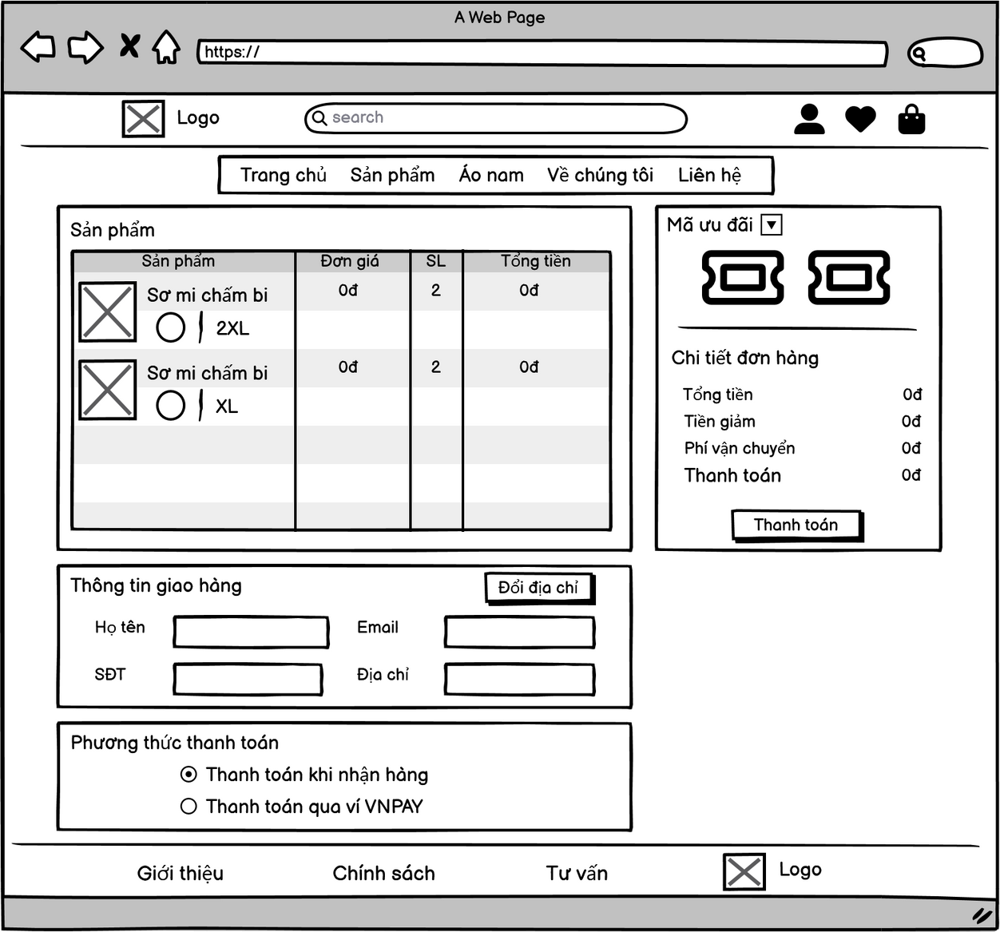 A Web Page
https://
Logo
search
Trang chủ Sản phẩm Áo nam Về chúng tôi Liên hệ
Sản phẩm
Sản phẩm Đơn giá SL Tổng tiền
Sơ mi chấm bi 0đ 2 0đ
2XL
Sơ mi chấm bi 0đ 2 0đ
XL
Mã ưu đãi
Chi tiết đơn hàng
Tổng tiền 0đ
Tiền giảm 0đ
Phí vận chuyển 0đ
Thanh toán 0đ
Thanh toán
Thông tin giao hàng Đổi địa chỉ
Họ tên Email
SĐT Địa chỉ
Phương thức thanh toán
Thanh toán khi nhận hàng
Thanh toán qua ví VNPAY
Giới thiệu Chính sách Tư vấn Logo